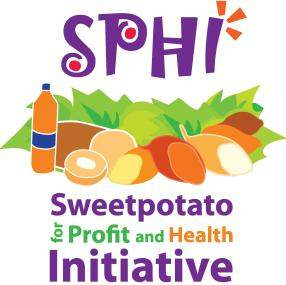 SPHI
Sweetpotato
for Profit and Health
Initiative